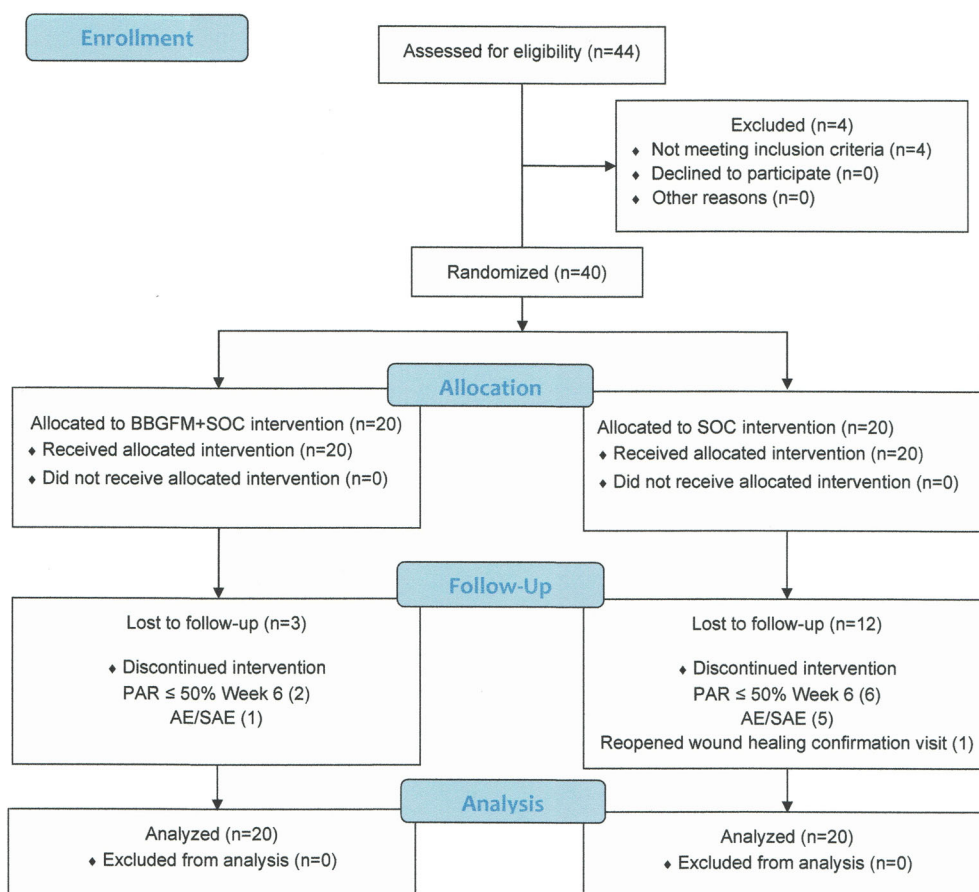 Enrollment
Assessed for eligibility (n=44)
Excluded (n=4)
♦ Not meeting inclusion criteria (n=4)
♦ Declined to participate (n=0)
♦ Other reasons (n=0)
Randomized (n=40)
Allocation
Allocated to BBGFM+SOC intervention (n=20)
♦ Received allocated intervention (n=20)
♦ Did not receive allocated intervention (n=0)
Allocated to SOC intervention (n=20)
♦ Received allocated intervention (n=20)
♦ Did not receive allocated intervention (n=0)
Follow-Up
Lost to follow-up (n=3)
♦ Discontinued intervention
PAR ≤ 50% Week 6 (2)
AE/SAE (1)
Lost to follow-up (n=12)
♦ Discontinued intervention
PAR ≤ 50% Week 6 (6)
AE/SAE (5)
Reopened wound healing confirmation visit (1)
Analysis
Analyzed (n=20)
♦ Excluded from analysis (n=0)
Analyzed (n=20)
♦ Excluded from analysis (n=0)